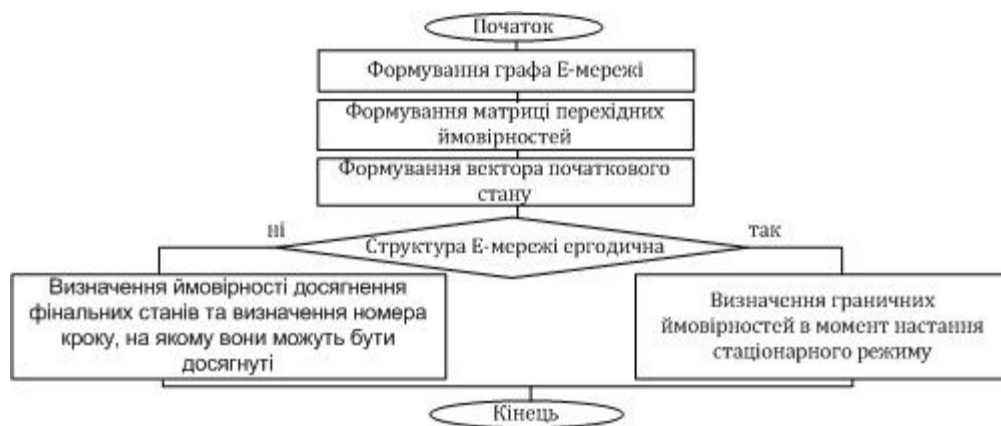 Початок
Формування графа Е-мережі
Формування матриці перехідних
ймовірностей
Формування вектора початкового
стану
ні
Структура Е-мережі ергодична
так
Визначення ймовірності досягнення
фінальних станів та визначення номера
кроку, на якому вони можуть бути
досягнуті
Визначення граничних
ймовірностей в момент настання
стаціонарного режиму
Кінець